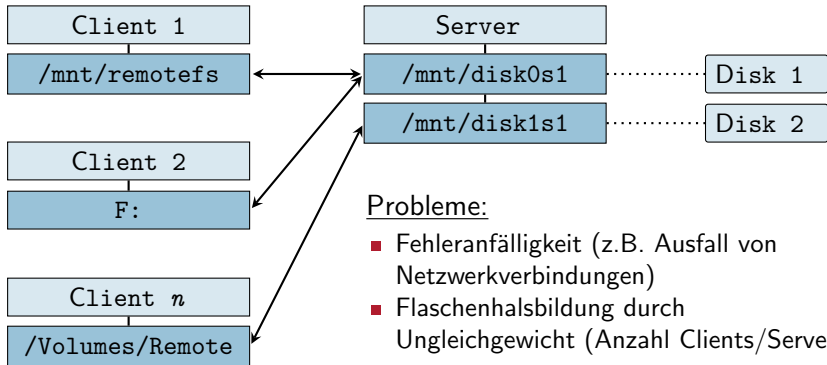 Client 1
/mnt/remotefs
Client 2
F:
Client n
/Volumes/Remote
Server
/mnt/disk0s1
/mnt/disk1s1
Disk 1
Disk 2
Probleme:
Fehleranfälligkeit (z.B. Ausfall von
Netzwerkverbindungen)
Flaschenhalsbildung durch
Ungleichgewicht (Anzahl Clients/Serve